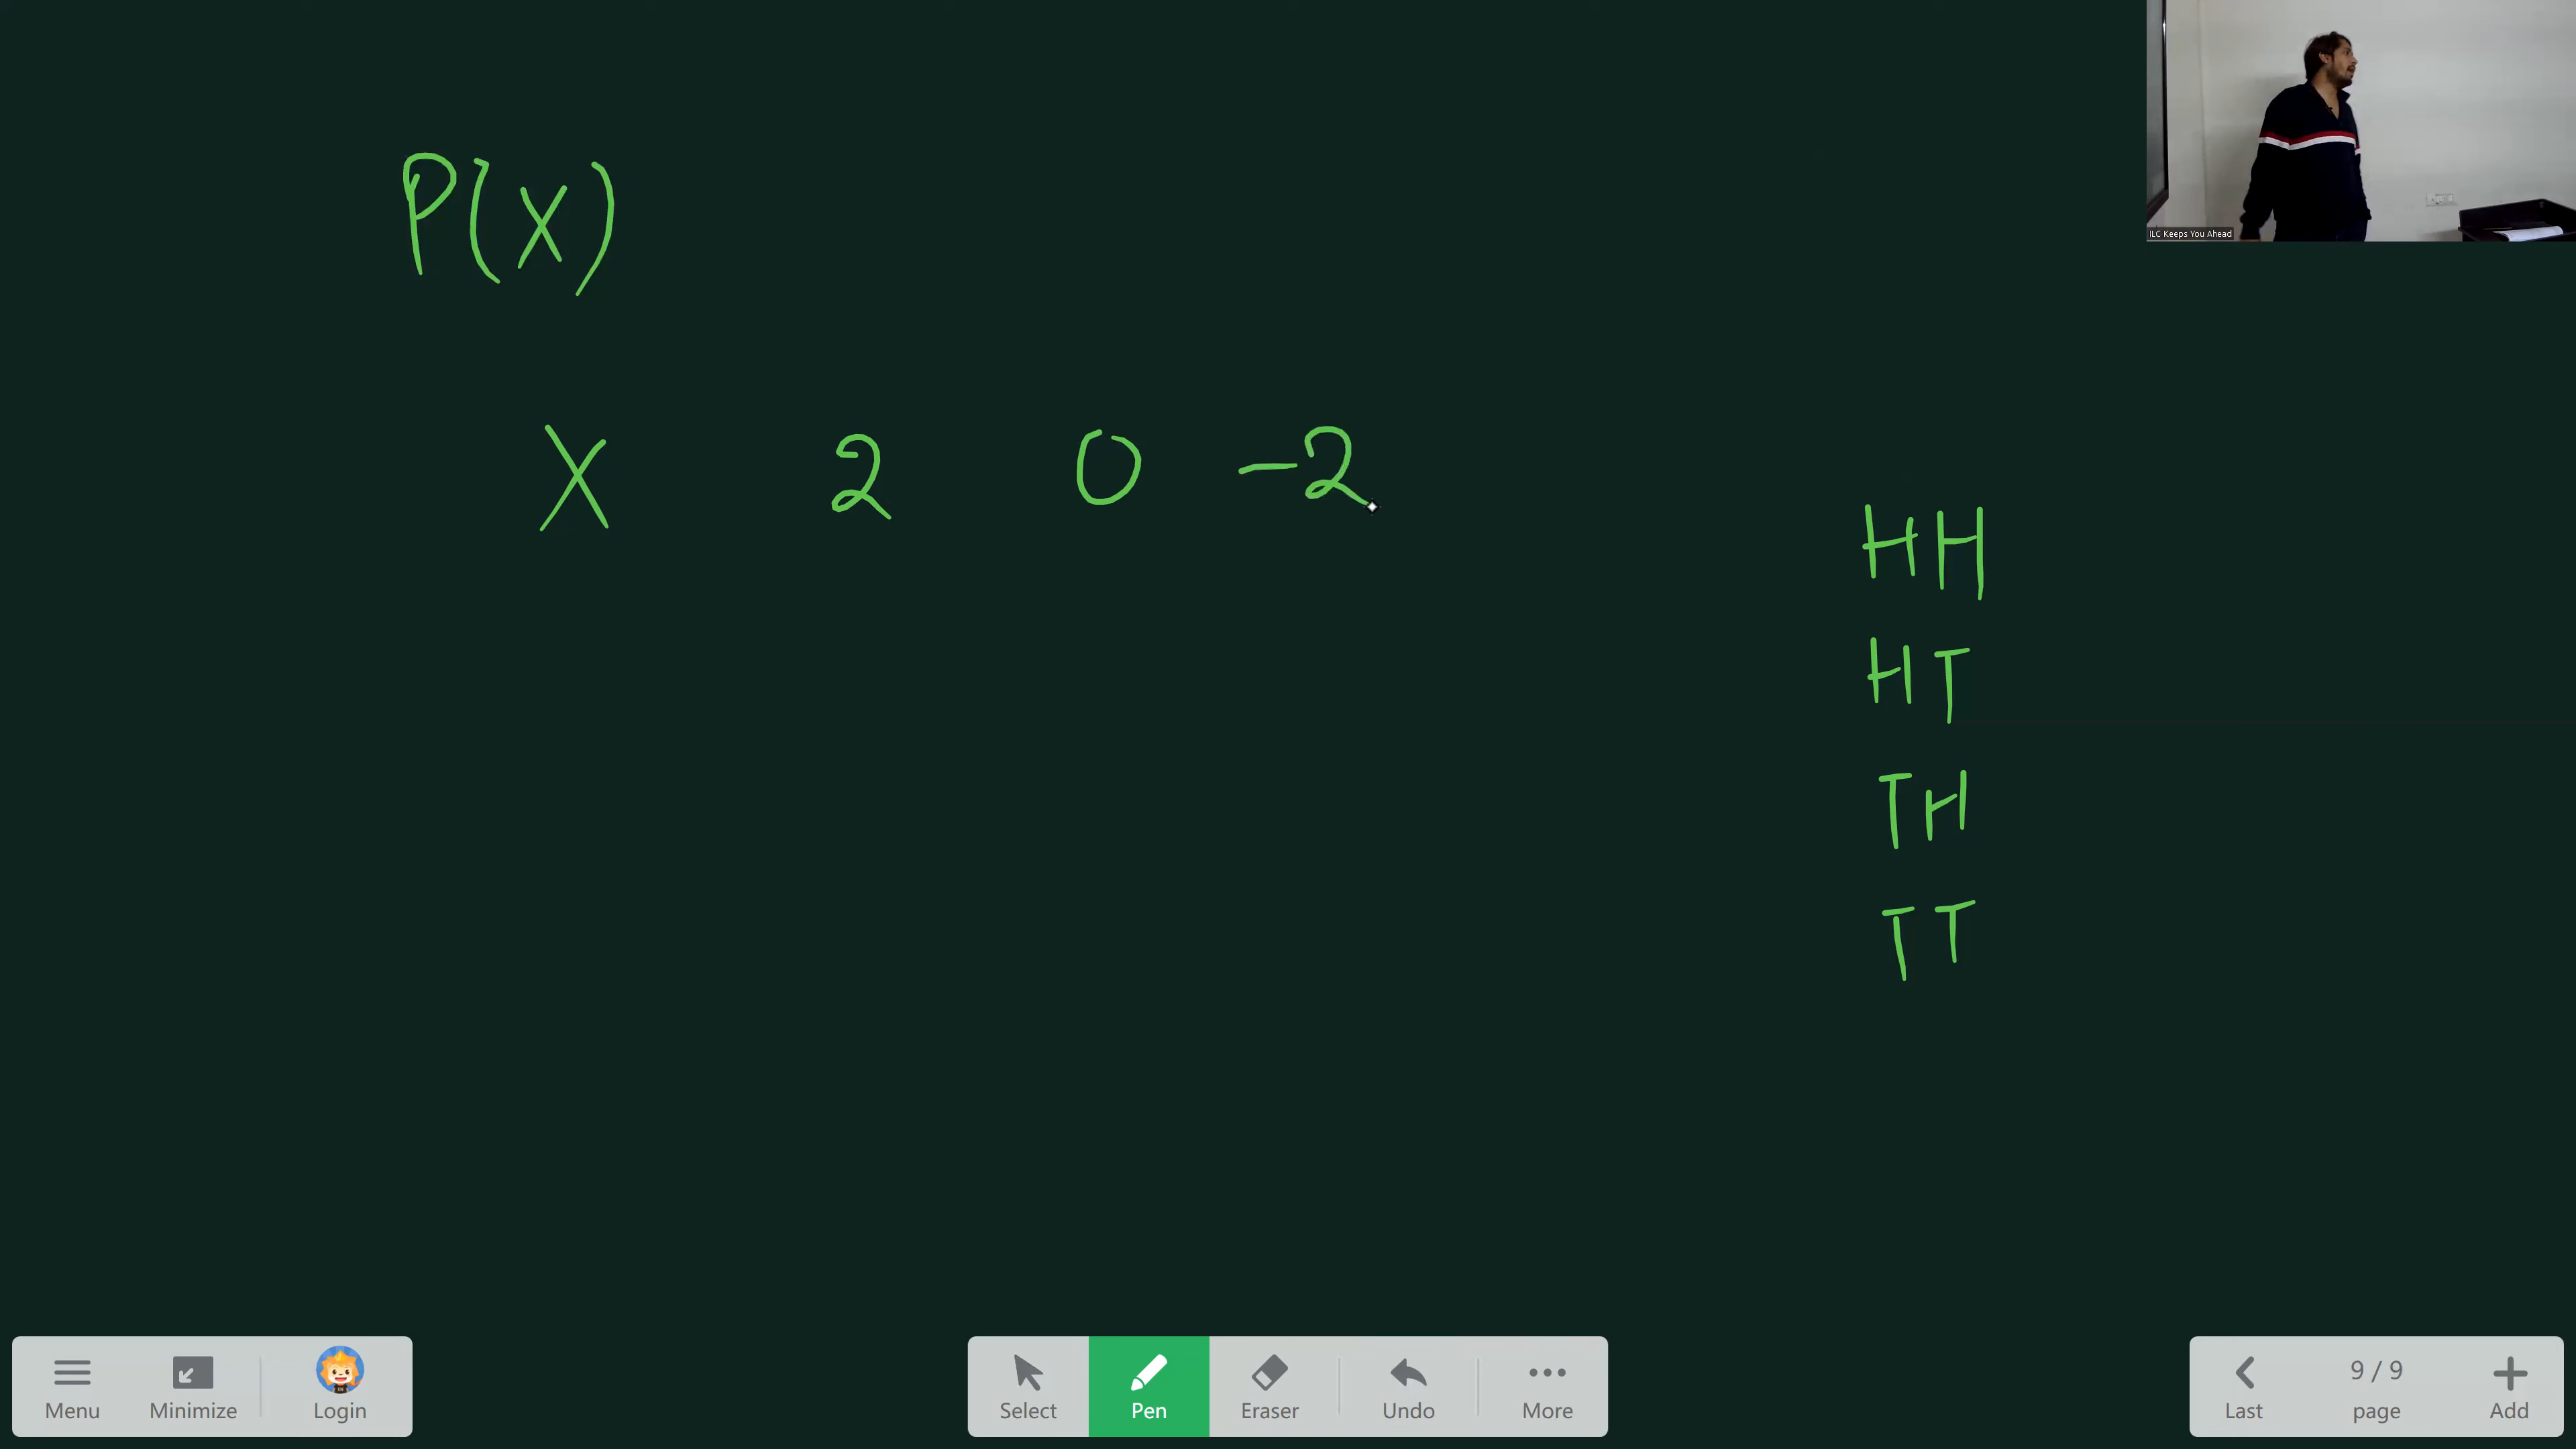 P(X)
ILC Keeps You Ahead
X 2 0 -2
HH
HT
TH
TT
Menu Minimize Login Select Pen Eraser Undo More Last 9 / 9 page Add